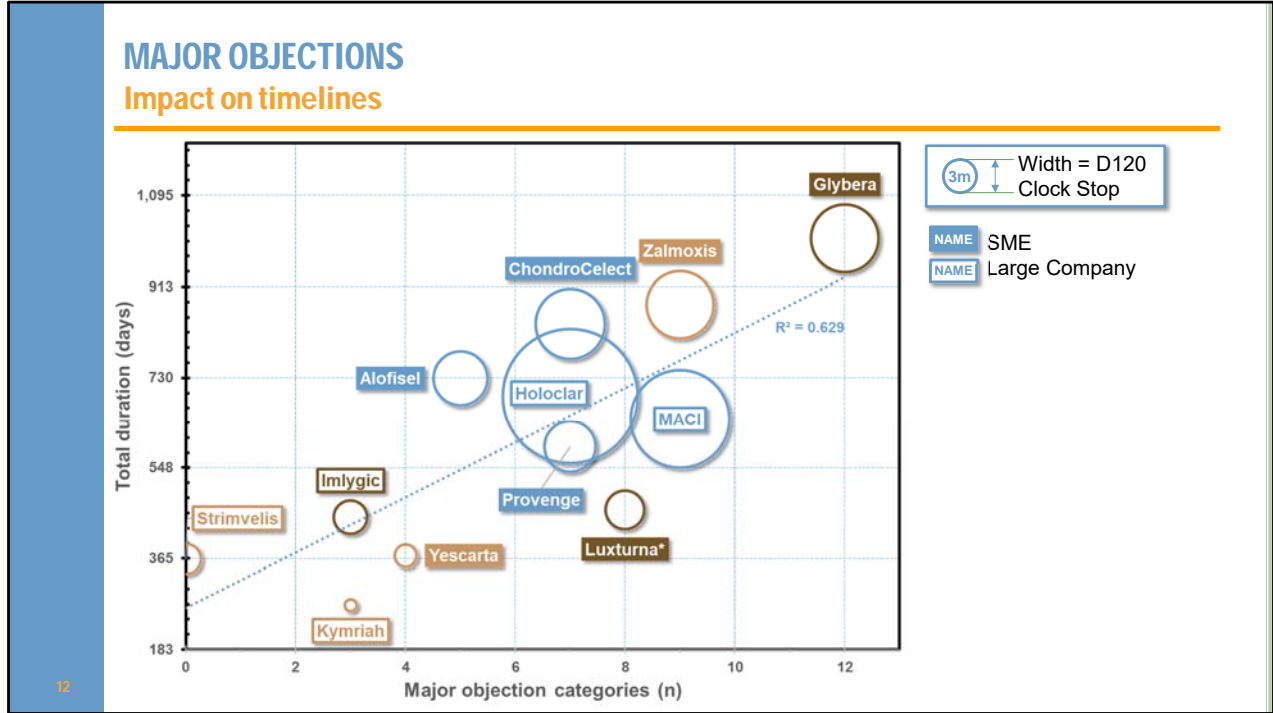 MAJOR OBJECTIONS
Impact on timelines
Total duration (days)
1,095
913
730
548
365
183
0
2
4
6
8
10
12
Major objection categories (n)
Glybera
Zalmoxis
ChondroCelect
R² = 0.629
Alofisel
Holoclar
MACI
Imlygic
Provenge
Strimvelis
Luxturna*
Yescarta
Kymriah
3m
Width = D120
Clock Stop
NAME SME
NAME Large Company
12